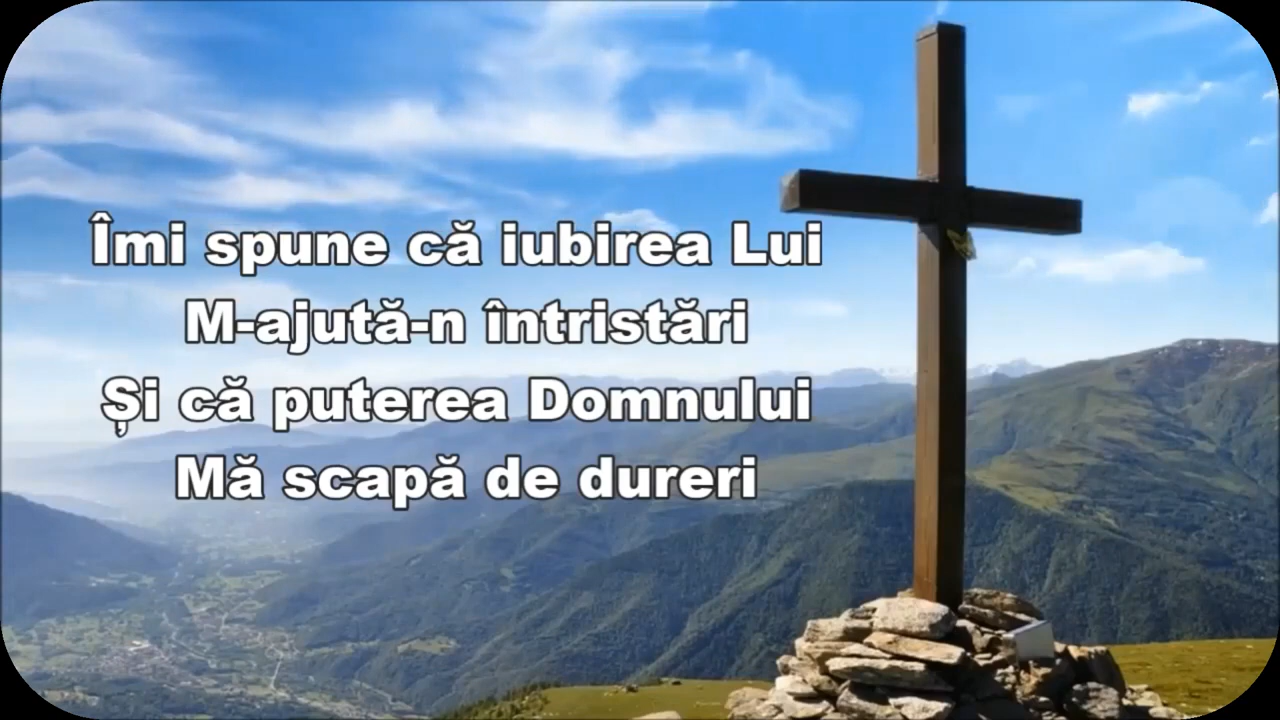 Îmi spune că iubirea Lui
M-ajută-n întristări
Și că puterea Domnului
Mă scapă de dureri